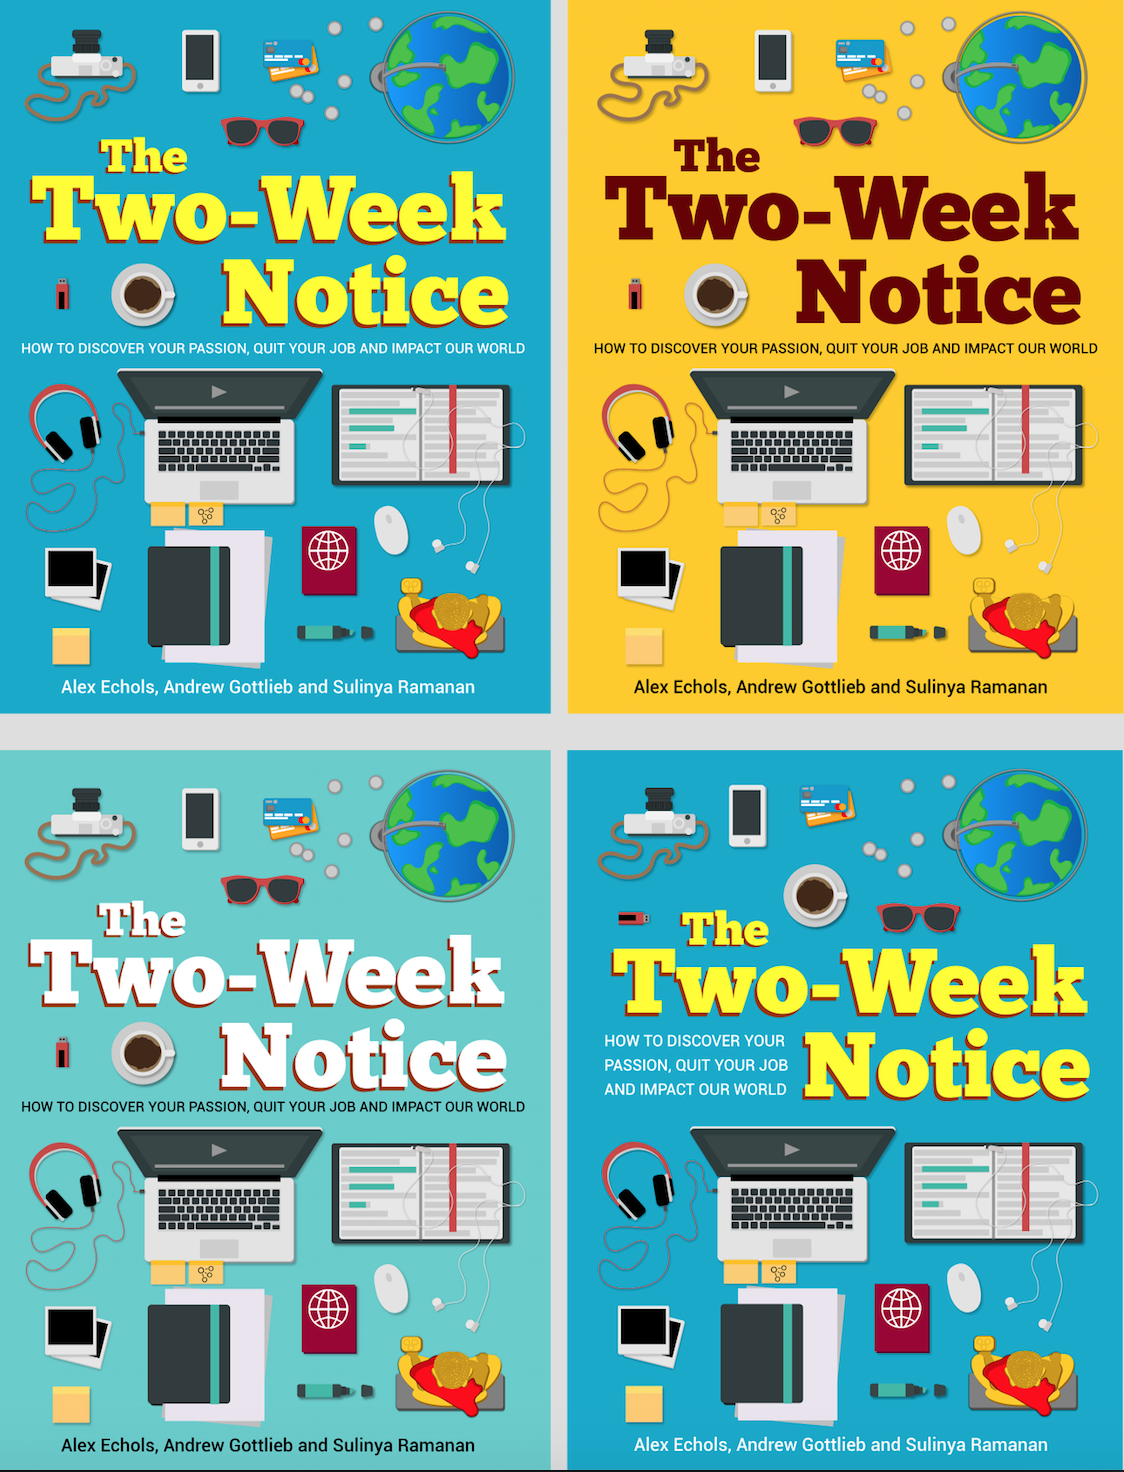 The
Two-Week
Notice
HOW TO DISCOVER YOUR PASSION, QUIT YOUR JOB AND IMPACT OUR WORLD
Alex Echols, Andrew Gottlieb and Sulinya Ramanan
The
Two-Week
Notice
HOW TO DISCOVER YOUR PASSION, QUIT YOUR JOB AND IMPACT OUR WORLD
Alex Echols, Andrew Gottlieb and Sulinya Ramanan
The
Two-Week
Notice
HOW TO DISCOVER YOUR PASSION, QUIT YOUR JOB AND IMPACT OUR WORLD
Alex Echols, Andrew Gottlieb and Sulinya Ramanan
The
Two-Week
Notice
HOW TO DISCOVER YOUR
PASSION, QUIT YOUR JOB
AND IMPACT OUR WORLD
Alex Echols, Andrew Gottlieb and Sulinya Ramanan